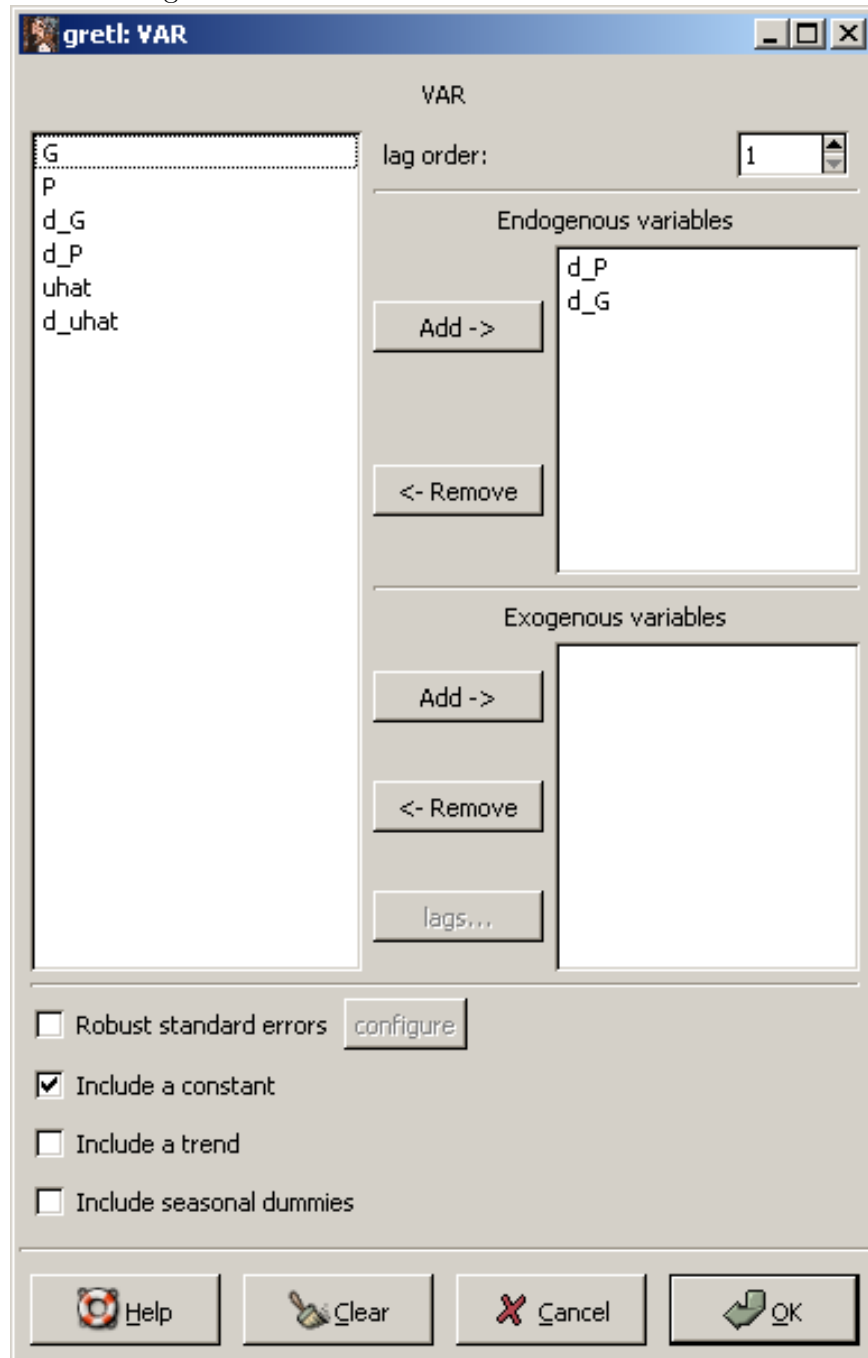 gretl: VAR
VAR
G
P
d_G
d_P
uhat
d_uhat
lag order:
1
Endogenous variables
Add ->
<- Remove
d_P
d_G
Exogenous variables
Add ->
<- Remove
lags...
Robust standard errors
configure
Include a constant
Include a trend
Include seasonal dummies
Help
Clear
Cancel
OK